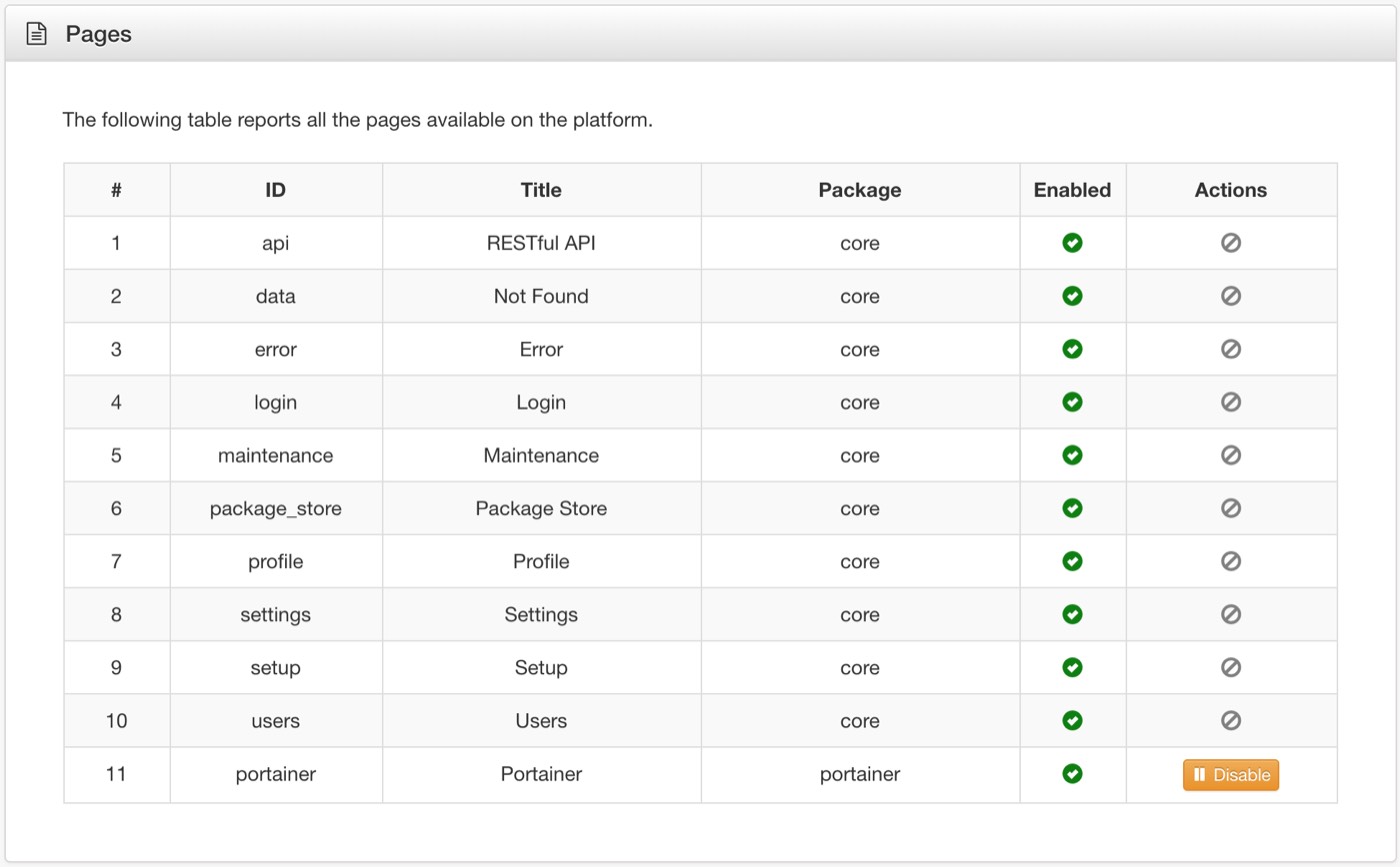 Pages
The following table reports all the pages available on the platform.
# ID Title Package Enabled Actions
1 api RESTful API core
2 data Not Found core
3 error Error core
4 login Login core
5 maintenance Maintenance core
6 package_store Package Store core
7 profile Profile core
8 settings Settings core
9 setup Setup core
10 users Users core
11 portainer Portainer portainer Disable